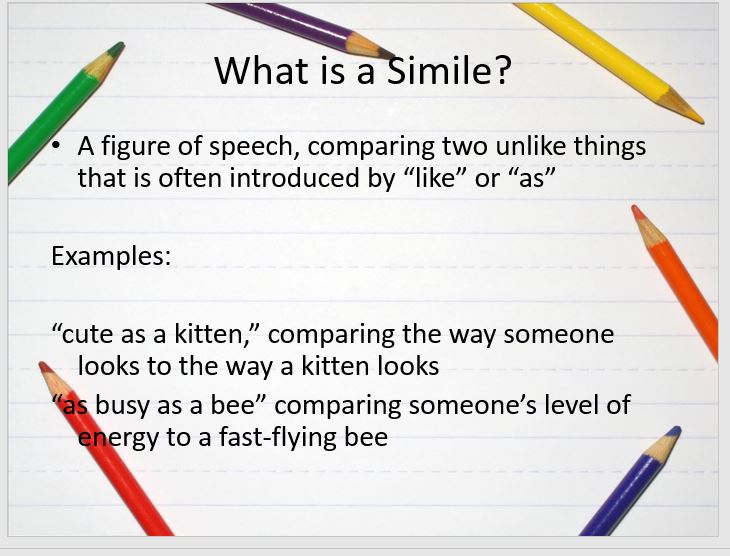 What is a Simile?
• A figure of speech, comparing two unlike things
that is often introduced by “like” or “as”
Examples:
“cute as a kitten,” comparing the way someone
looks to the way a kitten looks
“as busy as a bee” comparing someone’s level of
energy to a fast-flying bee